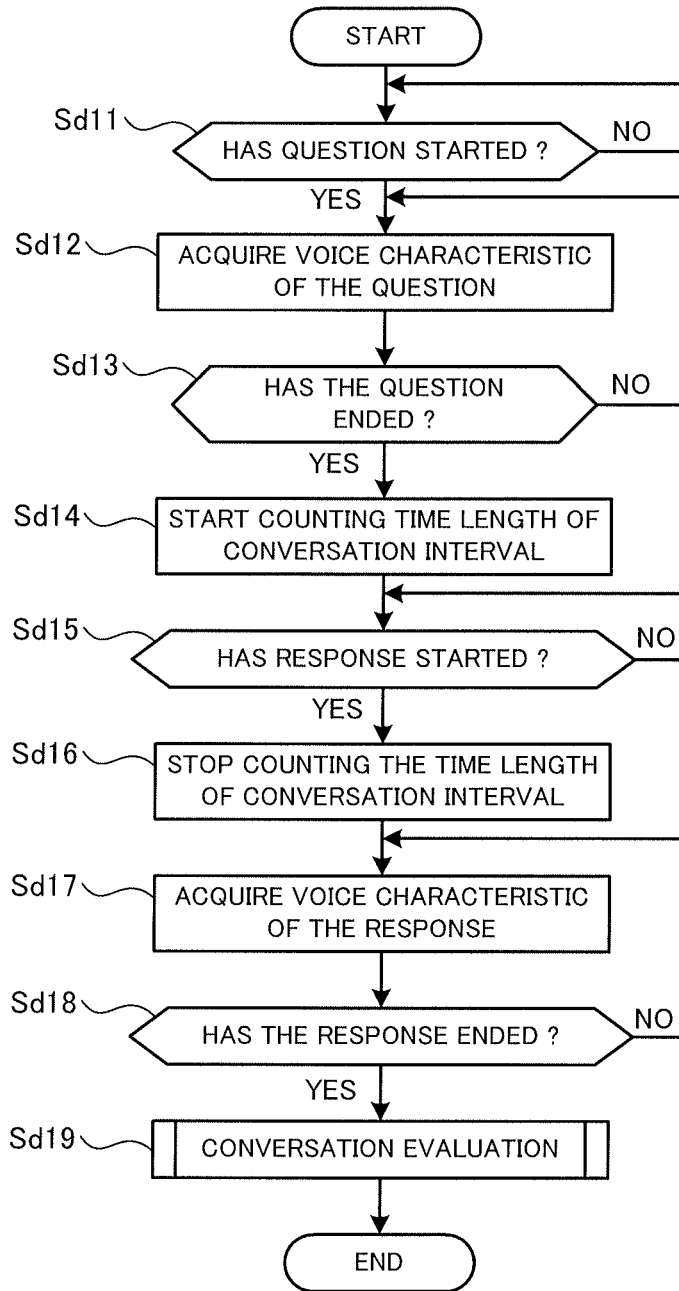 START
Sd11
HAS QUESTION STARTED ?
NO
YES
Sd12
ACQUIRE VOICE CHARACTERISTIC
OF THE QUESTION
Sd13
HAS THE QUESTION
ENDED ?
NO
YES
Sd14
START COUNTING TIME LENGTH OF
CONVERSATION INTERVAL
Sd15
HAS RESPONSE STARTED ?
NO
YES
Sd16
STOP COUNTING THE TIME LENGTH
OF CONVERSATION INTERVAL
Sd17
ACQUIRE VOICE CHARACTERISTIC
OF THE RESPONSE
Sd18
HAS THE RESPONSE ENDED ?
NO
YES
Sd19
CONVERSATION EVALUATION
END